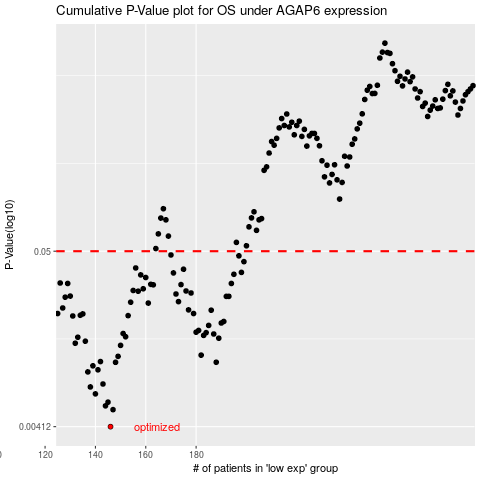 Cumulative P-Value plot for OS under AGAP6 expression
P-Value(log10)
0.05
0.00412
optimized
0 120 140 160 180
# of patients in 'low exp' group